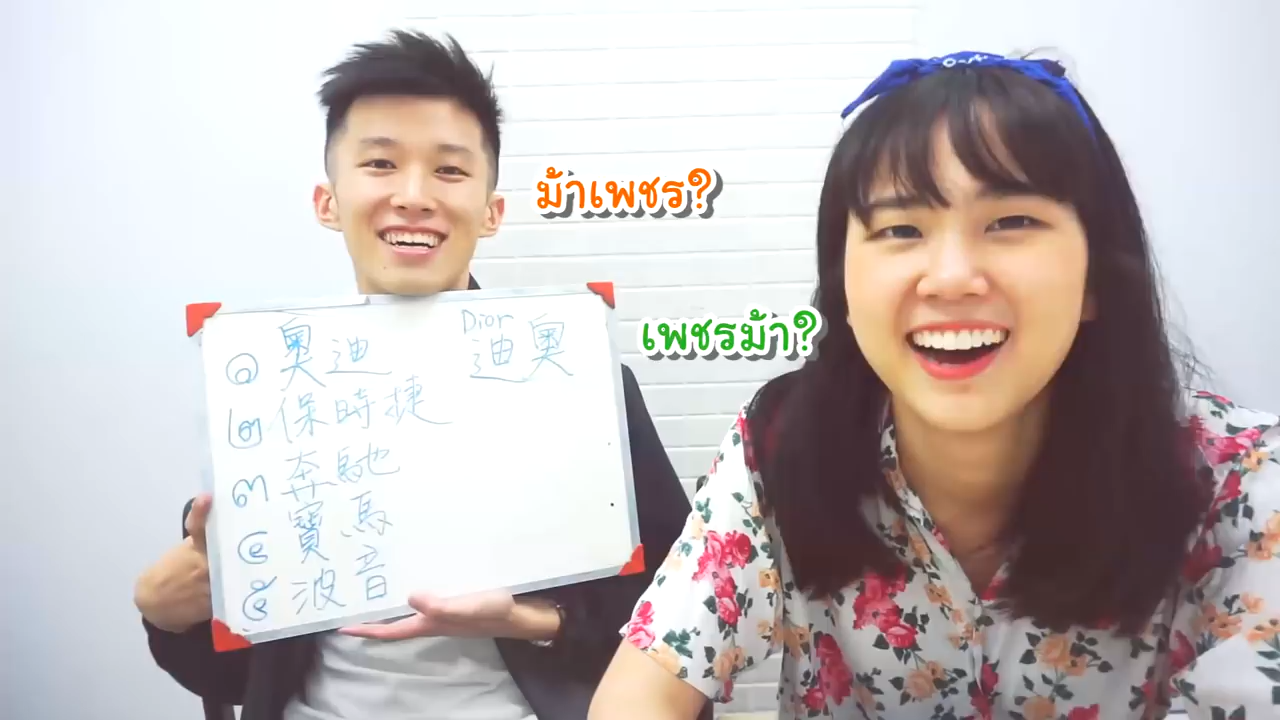 ม้าเพชร?
เพชรม้า?
Dior
๑ 奧迪 迪奧
๒ 保時捷
๓ 奔馳
๔ 寶馬
๕ 波音